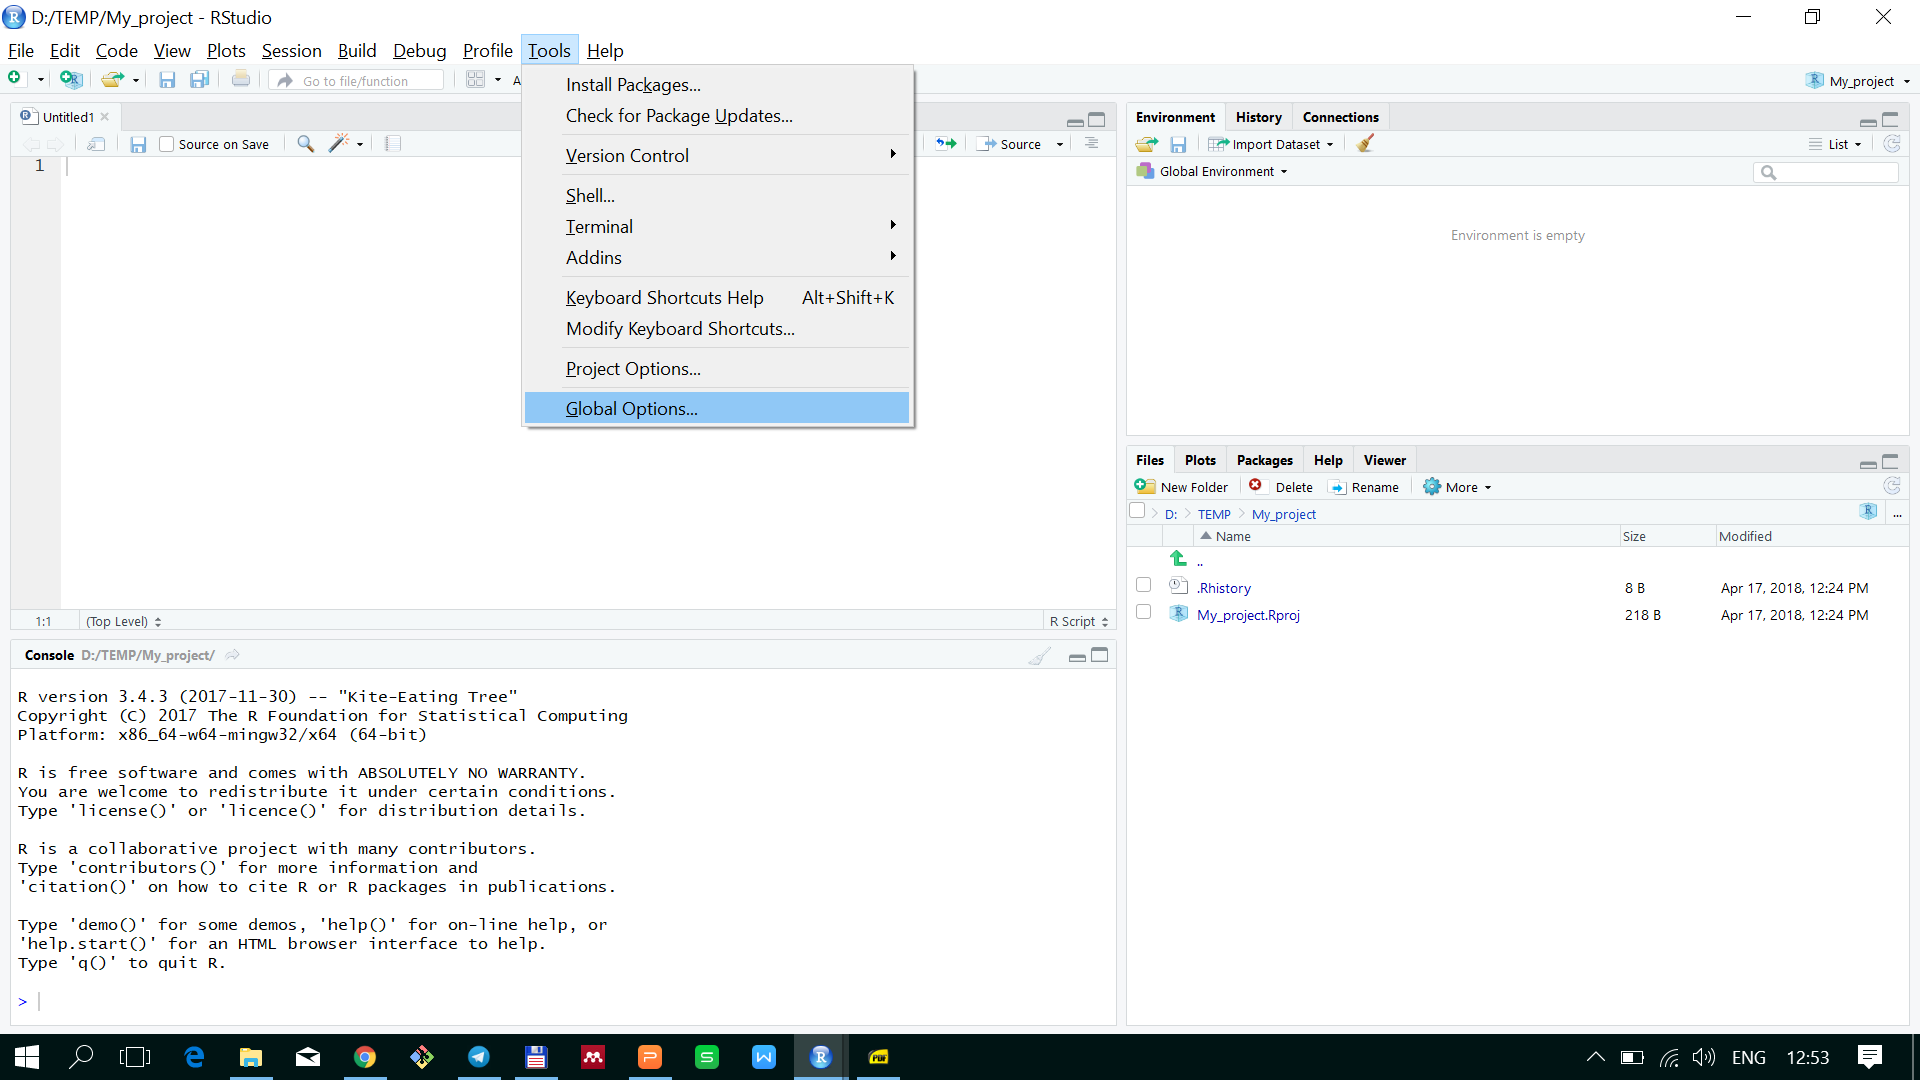 D:/TEMP/My_project - RStudio
File Edit Code View Plots Session Build Debug Profile Tools Help
Go to file/function
A
My_project
Install Packages...
Check for Package Updates...
Version Control
Shell...
Terminal
Addins
Keyboard Shortcuts Help Alt+Shift+K
Modify Keyboard Shortcuts...
Project Options...
Global Options...
Untitled1
Source on Save
Source
1
1:1 (Top Level) R Script
Console D:/TEMP/My_project/
R version 3.4.3 (2017-11-30) -- "Kite-Eating Tree"
Copyright (C) 2017 The R Foundation for Statistical Computing
Platform: x86_64-w64-mingw32/x64 (64-bit)
R is free software and comes with ABSOLUTELY NO WARRANTY.
You are welcome to redistribute it under certain conditions.
Type 'license()' or 'licence()' for distribution details.
R is a collaborative project with many contributors.
Type 'contributors()' for more information and
'citation()' on how to cite R or R packages in publications.
Type 'demo()' for some demos, 'help()' for on-line help, or
'help.start()' for an HTML browser interface to help.
Type 'q()' to quit R.
>
Environment History Connections
Import Dataset List
Global Environment
Environment is empty
Files Plots Packages Help Viewer
New Folder Delete Rename More
D: TEMP My_project ...
Name Size Modified
..
.Rhistory 8 B Apr 17, 2018, 12:24 PM
My_project.Rproj 218 B Apr 17, 2018, 12:24 PM
ENG 12:53